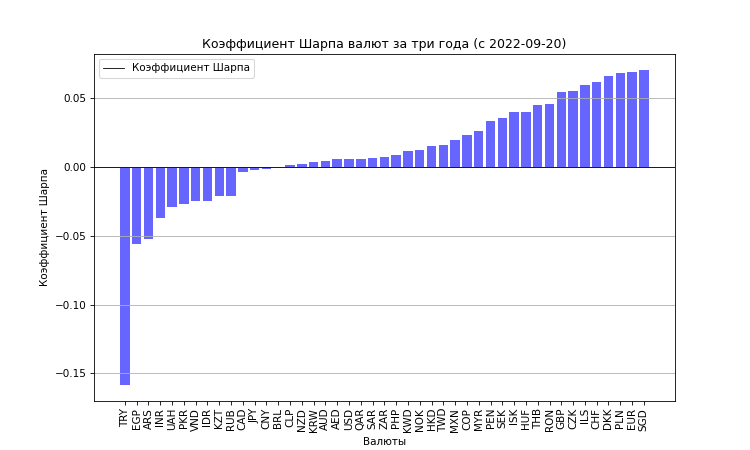 Коэффициент Шарпа валют за три года (с 2022-09-20)
Коэффициент Шарпа
0.05
0.00
−0.05
−0.10
−0.15
Коэффициент Шарпа
TRY
EGP
ARS
INR
UAH
PKR
VND
IDR
KZT
RUB
CAD
JPY
CNY
BRL
CLP
NZD
KRW
AUD
AED
USD
QAR
SAR
ZAR
PHP
KWD
NOK
HKD
TWD
MXN
COP
MYR
PEN
SEK
ISK
HUF
THB
RON
GBP
CZK
ILS
CHF
DKK
PLN
EUR
SGD
Валюты